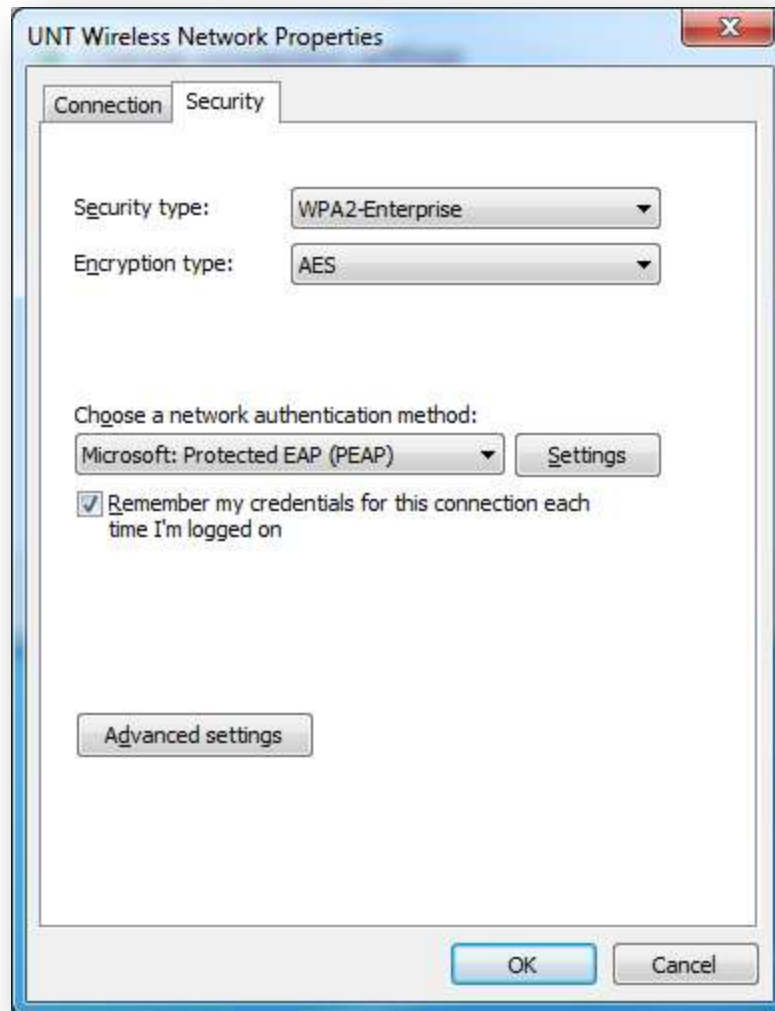 UNT Wireless Network Properties
Connection
Security
Security type:
WPA2-Enterprise
Encryption type:
AES
Choose a network authentication method:
Microsoft: Protected EAP (PEAP)
Settings
Remember my credentials for this connection each
time I'm logged on
Advanced settings
OK
Cancel